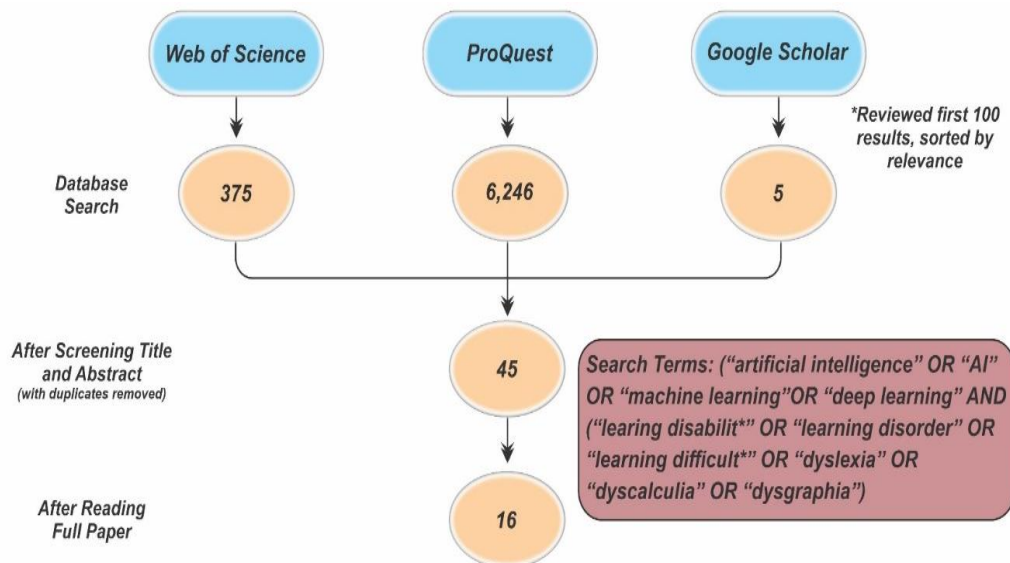 Web of Science
ProQuest
Google Scholar
*Reviewed first 100
results, sorted by
relevance
Database
Search
375
6,246
5
After Screening Title
and Abstract
(with duplicates removed)
45
Search Terms: (“artificial intelligence” OR “AI”
OR “machine learning”OR “deep learning” AND
(“learing disabilit*” OR “learning disorder” OR
“learning difficult*” OR “dyslexia” OR
“dyscalculia” OR “dysgraphia”)
After Reading
Full Paper
16